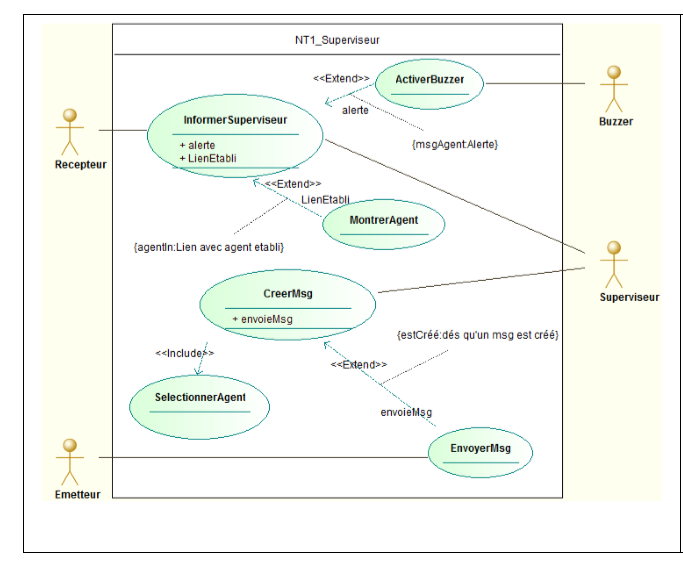 NT1_Superviseur
<<Extend>>
ActiverBuzzer
alerte
Buzzer
InformerSuperviseur
+ alerte
+ LienEtabli
Recepteur
{msgAgent:Alerte}
<<Extend>>
LienEtabli
MontrerAgent
{agentIn:Lien avec agent etabli}
Superviseur
CreerMsg
+ envoieMsg
{estCréé:dés qu'un msg est créé}
<<Include>>
<<Extend>>
SelectionnerAgent
envoieMsg
EnvoyerMsg
Emetteur